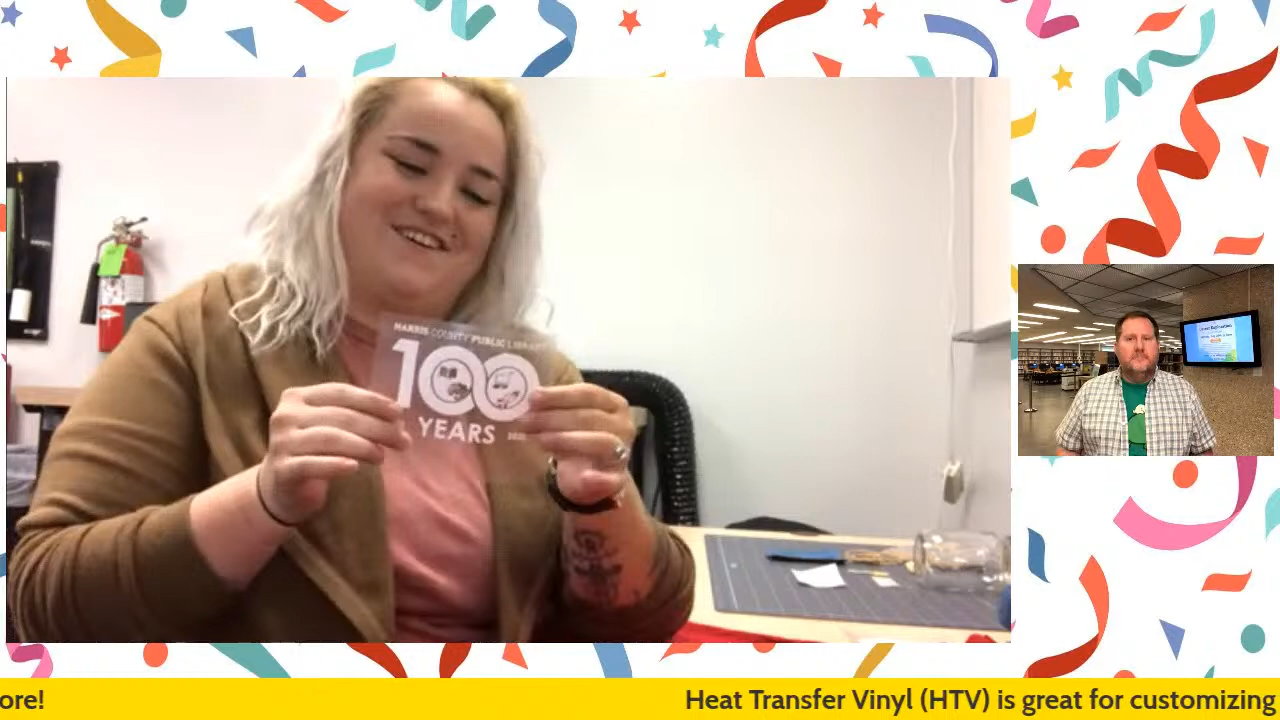 HARRIS COUNTY PUBLIC LIBRARY
100
YEARS
ore!
Heat Transfer Vinyl (HTV) is great for customizing